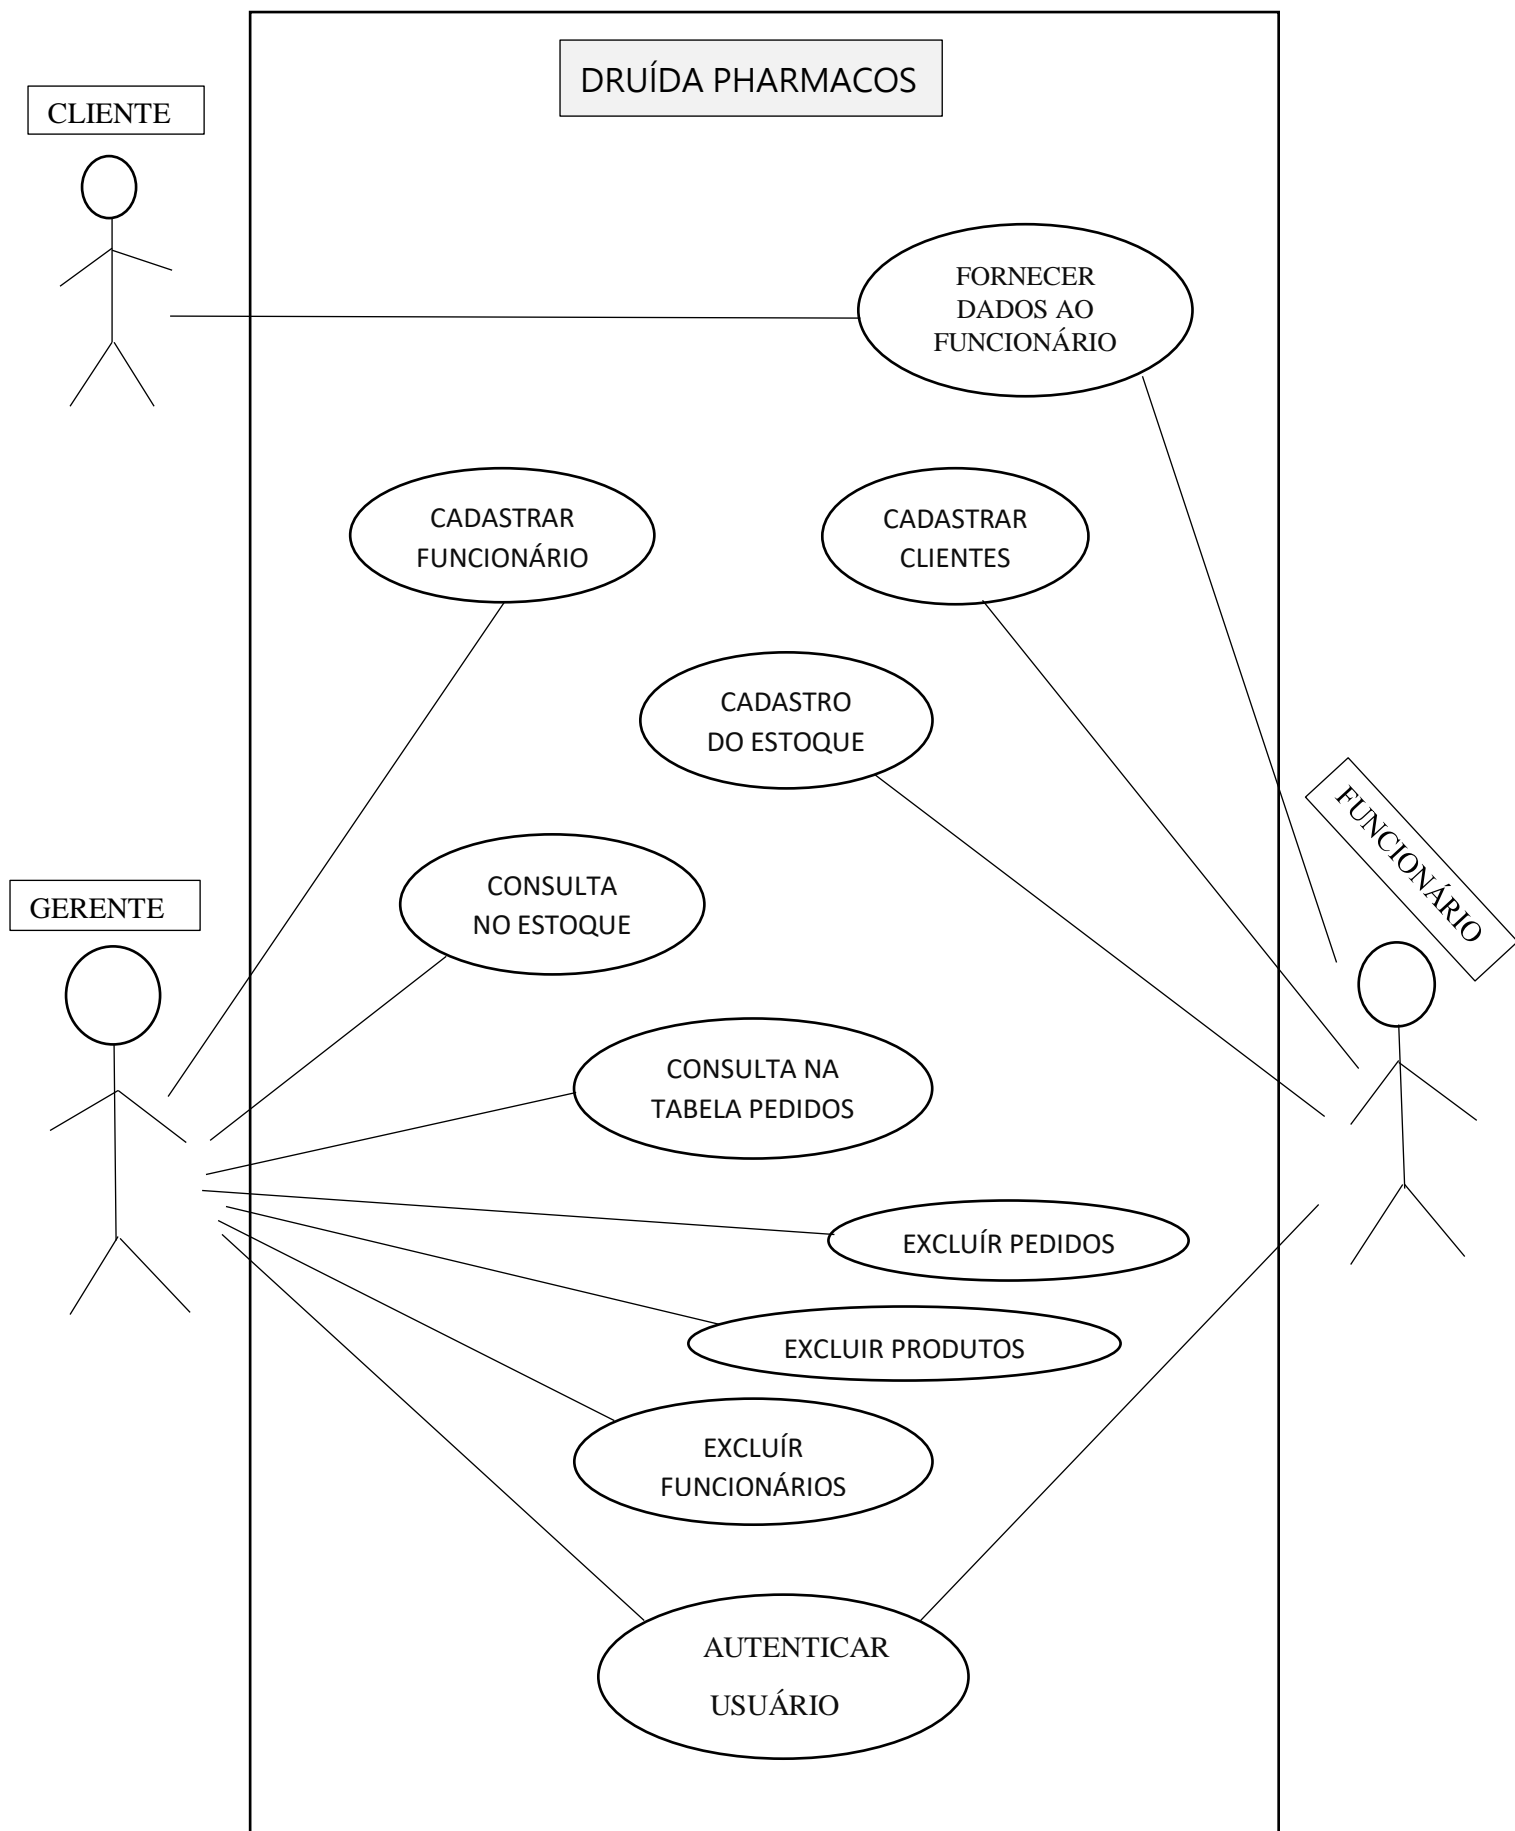 DRUÍDA PHARMACOS
CLIENTE
FORNECER
DADOS AO
FUNCIONÁRIO
CADASTRAR
FUNCIONÁRIO
CADASTRAR
CLIENTES
CADASTRO
DO ESTOQUE
FUNCIONÁRIO
CONSULTA
NO ESTOQUE
GERENTE
CONSULTA NA
TABELA PEDIDOS
EXCLUÍR PEDIDOS
EXCLUIR PRODUTOS
EXCLUÍR
FUNCIONÁRIOS
AUTENTICAR
USUÁRIO